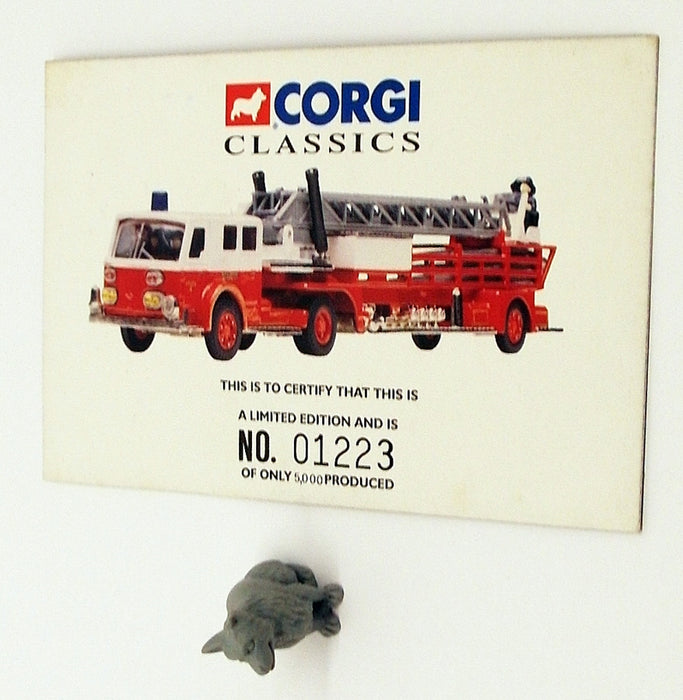 CORGI
CLASSICS
THIS IS TO CERTIFY THAT THIS IS
A LIMITED EDITION AND IS
NO. 01223
OF ONLY 5,000 PRODUCED